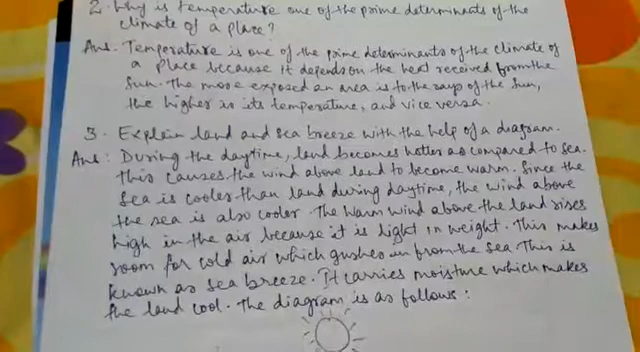 2. Why is temperature one of the prime determinants of the
climate of a place?
Ans. Temperature is one of the prime determinants of the climate of
a place because it depends on the heat received from the
Sun. The more exposed an area is to the rays of the Sun,
the higher is its temperature, and vice versa.
3. Explain land and sea breeze with the help of a diagram.
Ans: During the daytime, land becomes hotter as compared to sea.
This causes the wind above land to become warm. Since the
Sea is cooler than land during daytime, the wind above
the sea is also cooler. The warm wind above the land rises
high in the air because it is light in weight. This makes
room for cold air which gushes in from the sea. This is
known as sea breeze. It carries moisture which makes
the land cool. The diagram is as follows: